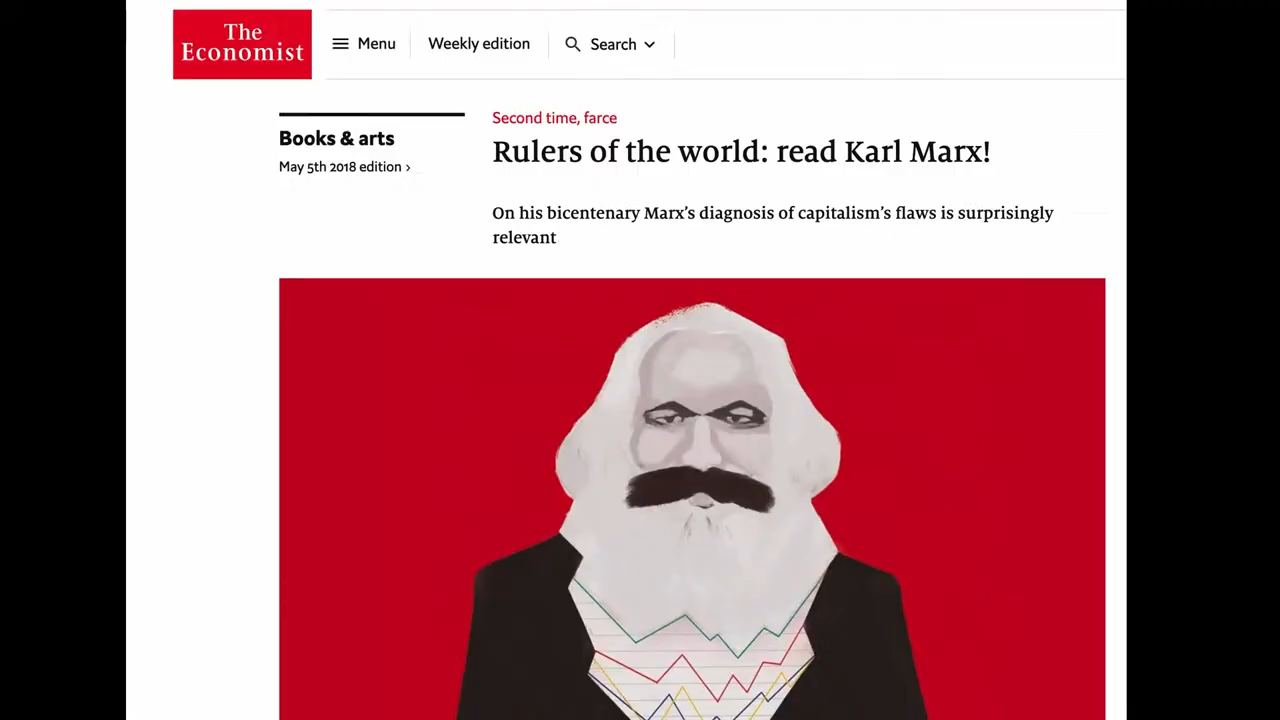 The
Economist
Menu
Weekly edition
Search
Books & arts
May 5th 2018 edition ›
Second time, farce
Rulers of the world: read Karl Marx!
On his bicentenary Marx’s diagnosis of capitalism’s flaws is surprisingly
relevant